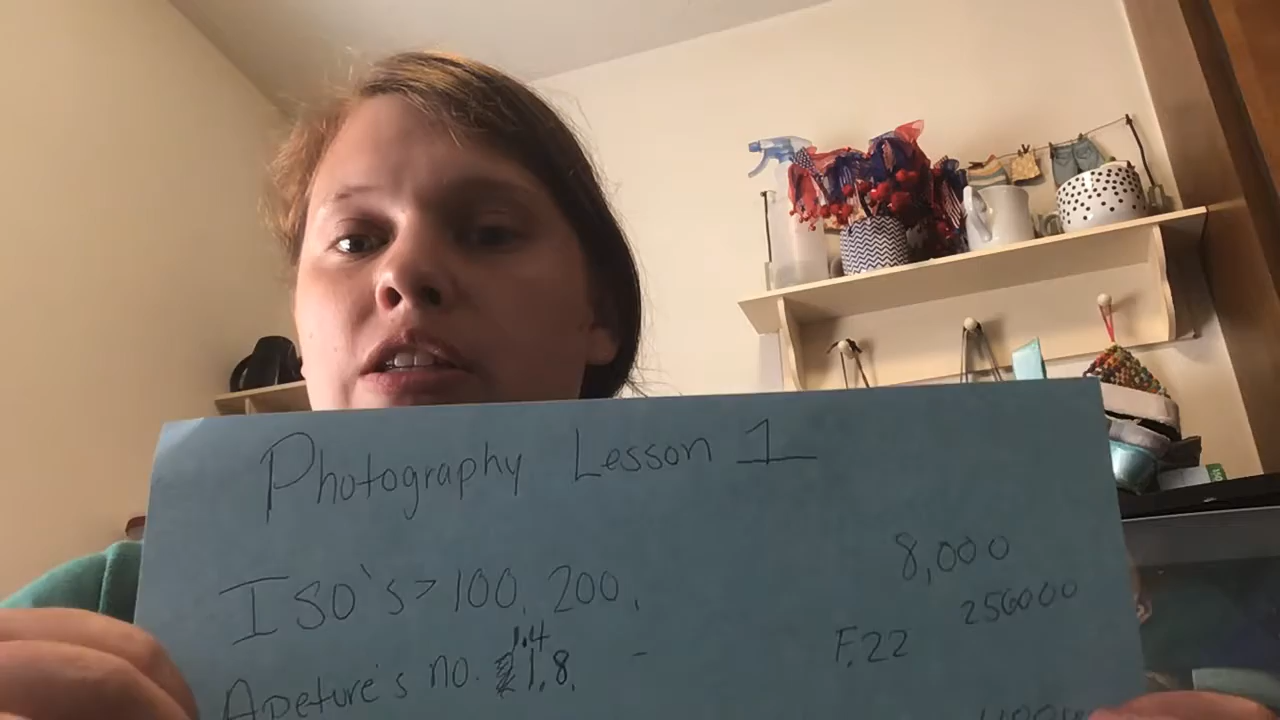 Photography Lesson 1
8,000
ISO's > 100, 200,
256000
1.4
Apeture's no. 1.8. - F.22